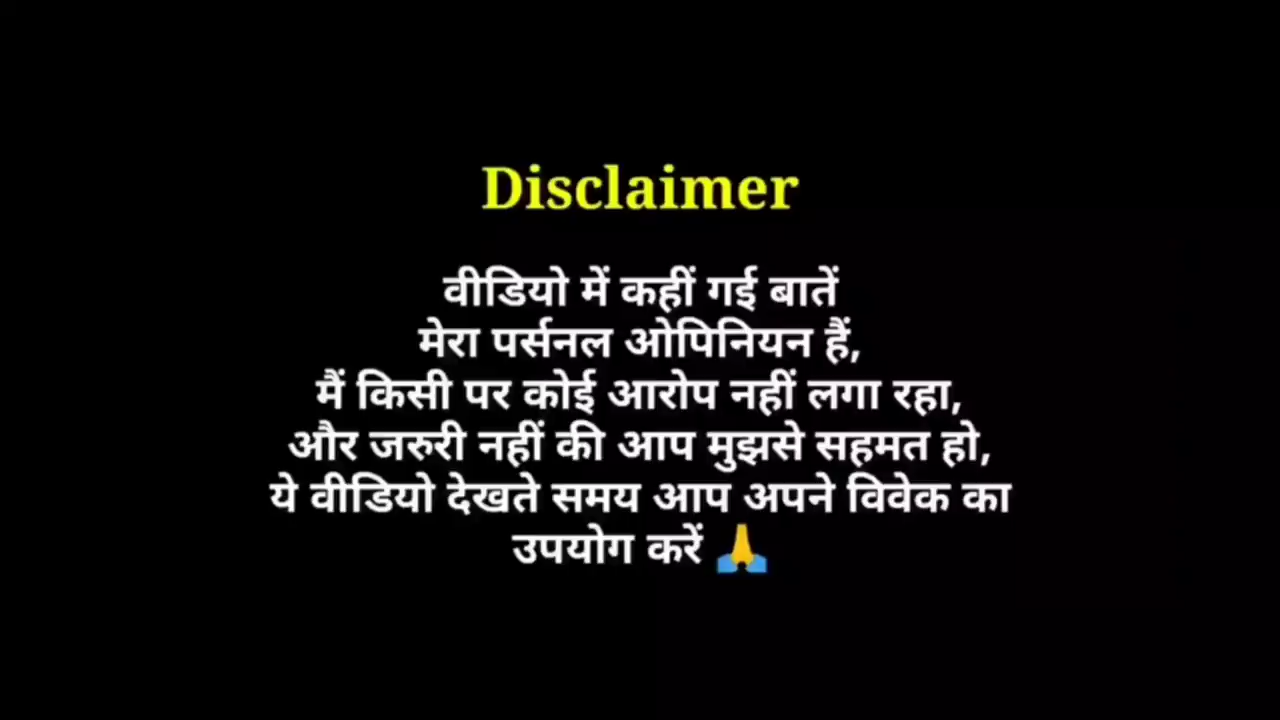 Disclaimer
वीडियो में कहीं गई बातें
मेरा पर्सनल ओपिनियन हैं,
मैं किसी पर कोई आरोप नहीं लगा रहा,
और जरुरी नहीं की आप मुझसे सहमत हो,
ये वीडियो देखते समय आप अपने विवेक का
उपयोग करें 🙏